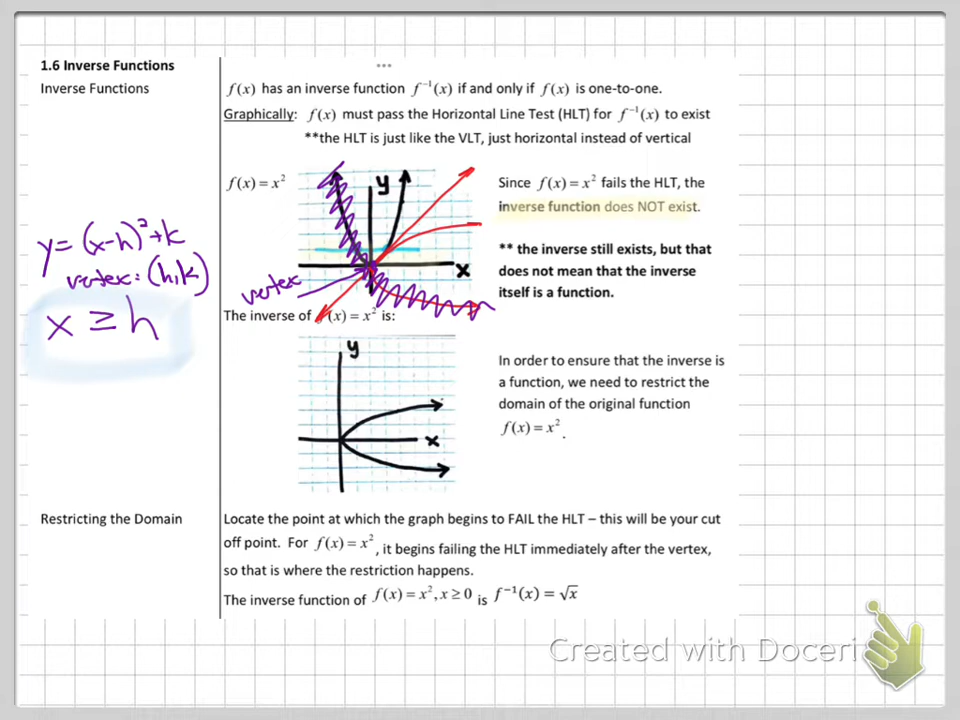 1.6 Inverse Functions
Inverse Functions
f(x) has an inverse function f⁻¹(x) if and only if f(x) is one-to-one.
Graphically: f(x) must pass the Horizontal Line Test (HLT) for f⁻¹(x) to exist
**the HLT is just like the VLT, just horizontal instead of vertical
f(x) = x²
y
x
vertex
Since f(x) = x² fails the HLT, the
inverse function does NOT exist.
** the inverse still exists, but that
does not mean that the inverse
itself is a function.
y = (x-h)² + k
vertex: (h,k)
x ≥ h
The inverse of f(x) = x² is:
y
x
In order to ensure that the inverse is
a function, we need to restrict the
domain of the original function
f(x) = x².
Restricting the Domain
Locate the point at which the graph begins to FAIL the HLT – this will be your cut
off point. For f(x) = x², it begins failing the HLT immediately after the vertex,
so that is where the restriction happens.
The inverse function of f(x) = x², x ≥ 0 is f⁻¹(x) = √x
Created with Doceri